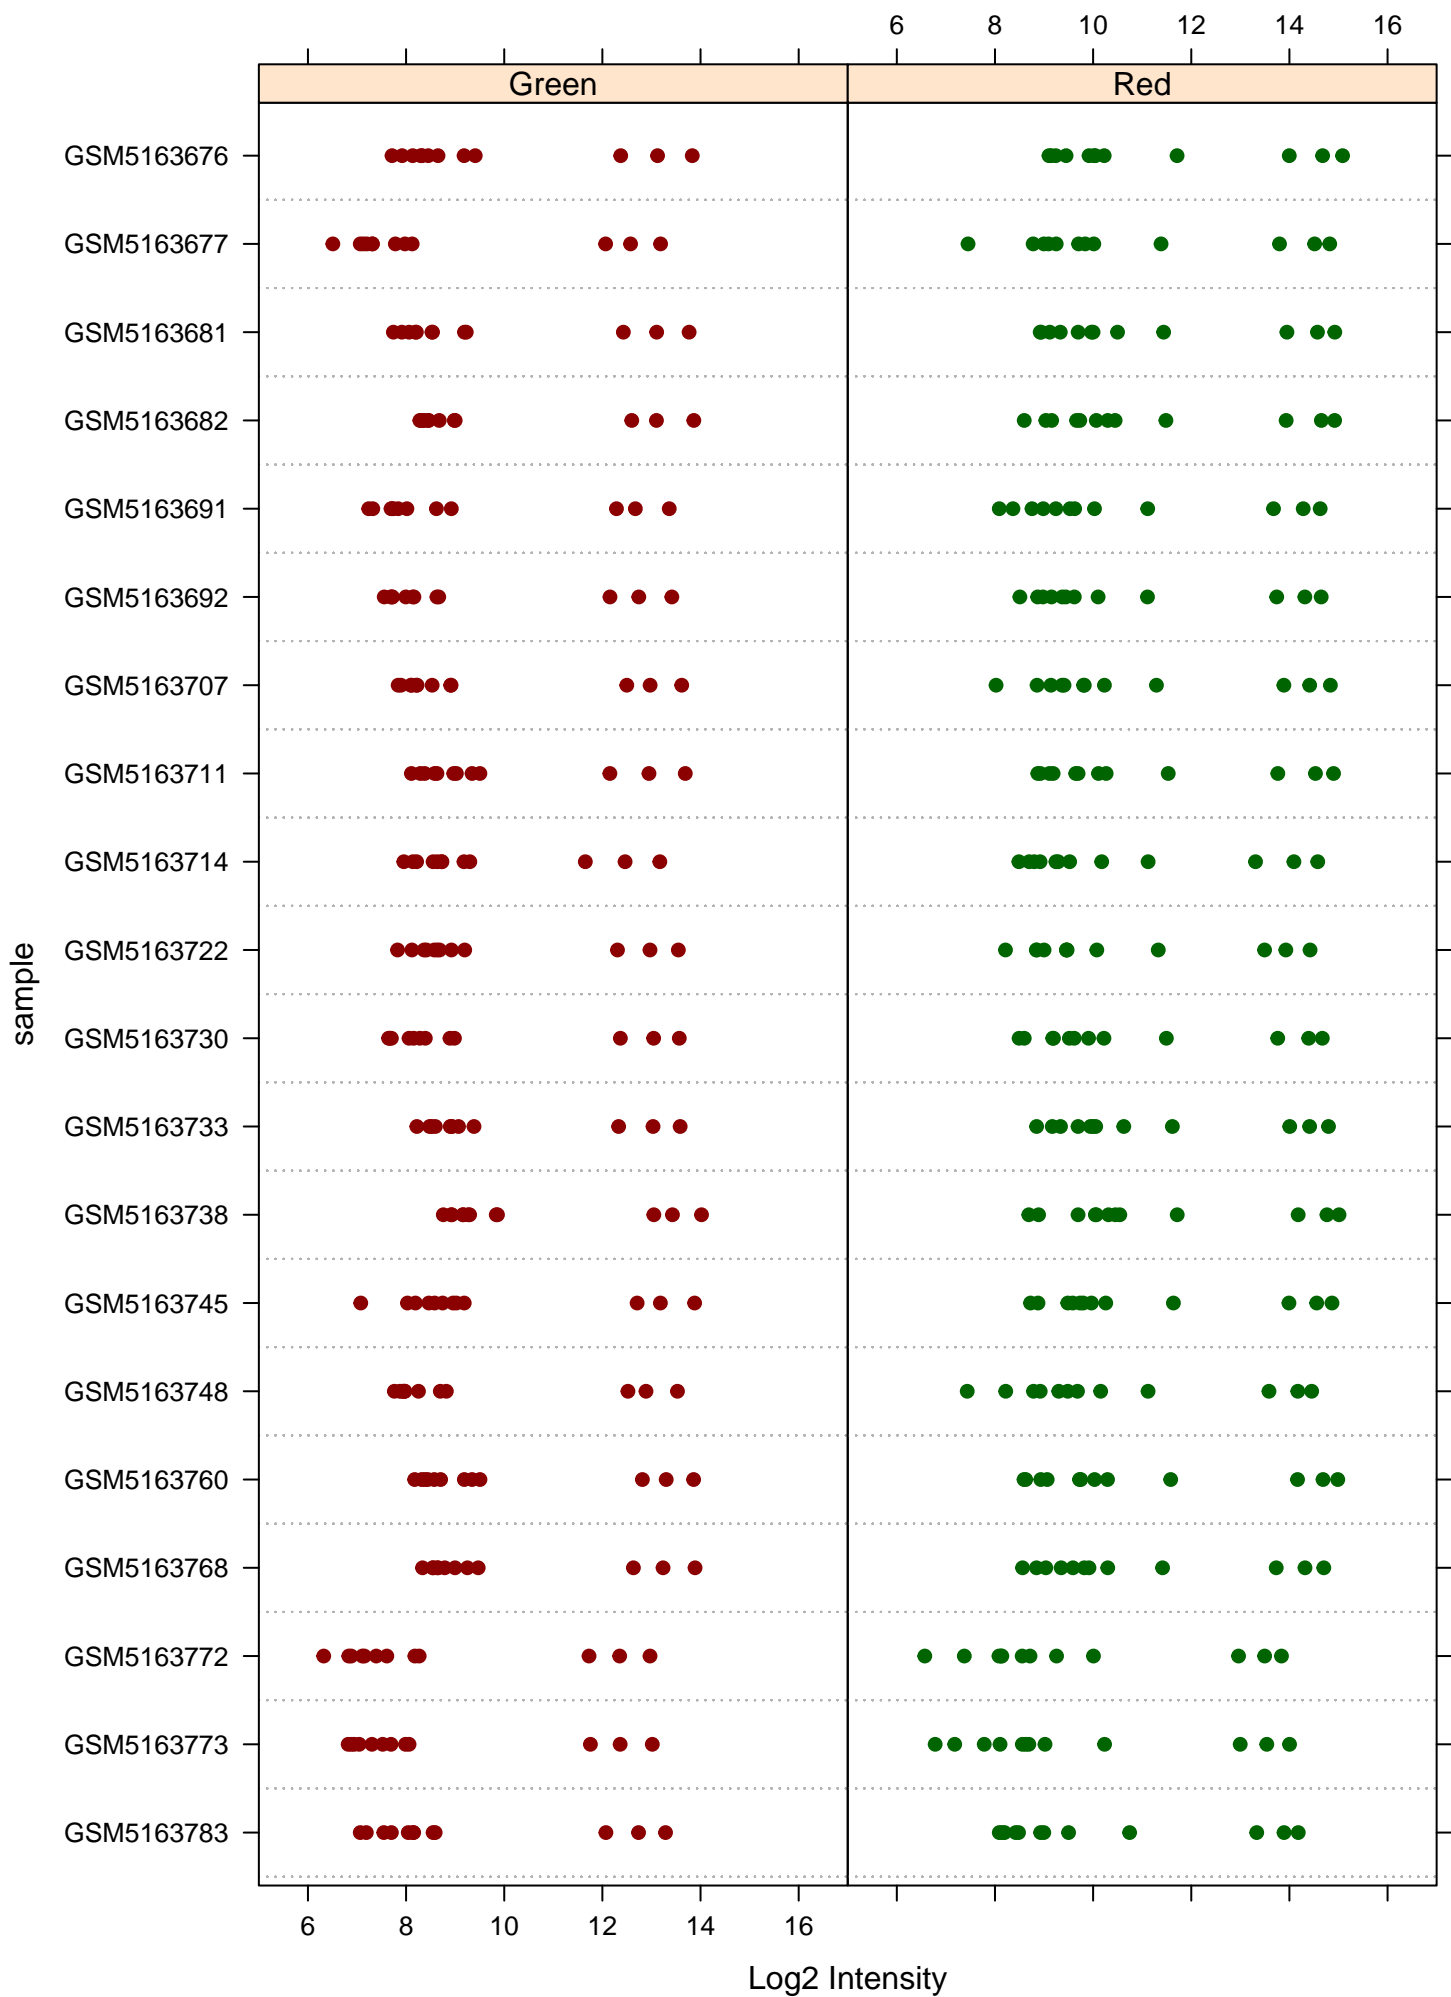 6 8 10 12 14 16
Green Red
GSM5163676
GSM5163677
GSM5163681
GSM5163682
GSM5163691
GSM5163692
GSM5163707
GSM5163711
GSM5163714
GSM5163722
GSM5163730
GSM5163733
GSM5163738
GSM5163745
GSM5163748
GSM5163760
GSM5163768
GSM5163772
GSM5163773
GSM5163783
sample
6 8 10 12 14 16
Log2 Intensity